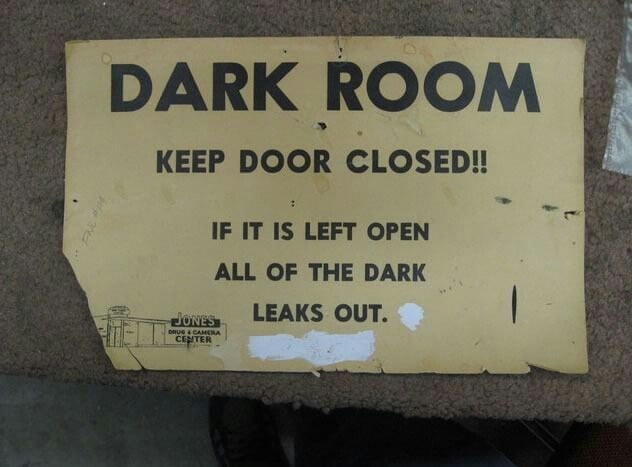 DARK ROOM
KEEP DOOR CLOSED!!
IF IT IS LEFT OPEN
ALL OF THE DARK
LEAKS OUT.
JONES
DRUG & CAMERA
CENTER